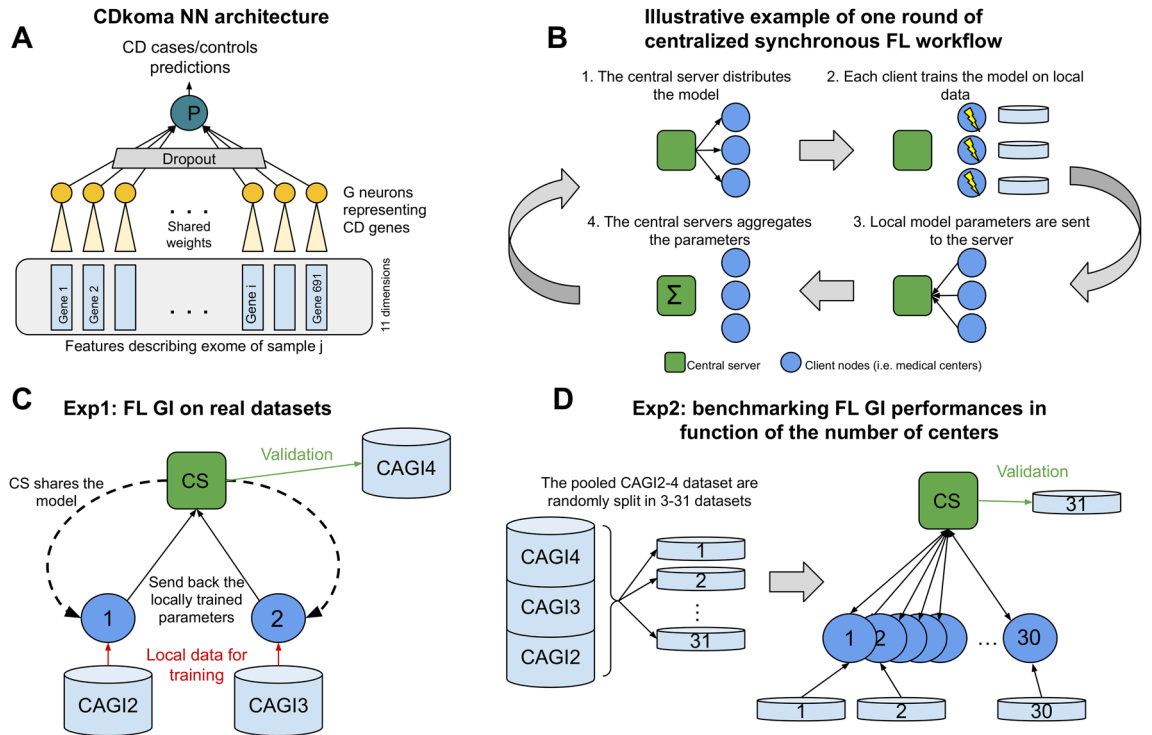 CDkoma NN architecture
A
CD cases/controls
predictions
P
Dropout
G neurons
representing
CD genes
. . .
Shared
weights
Gene 1
Gene 2
. . .
Gene i
Gene 691
11 dimensions
Features describing exome of sample j
Illustrative example of one round of
centralized synchronous FL workflow
B
1. The central server distributes
the model
2. Each client trains the model on local
data
4. The central servers aggregates
the parameters
3. Local model parameters are sent
to the server
Σ
Central server
Client nodes (i.e. medical centers)
C
Exp1: FL GI on real datasets
Validation
CAGI4
CS
CS shares the
model
Send back the
locally trained
parameters
1
2
Local data for
training
CAGI2
CAGI3
D
Exp2: benchmarking FL GI performances in
function of the number of centers
The pooled CAGI2-4 dataset are
randomly split in 3-31 datasets
CAGI4
CAGI3
CAGI2
1
2
...
31
CS
Validation
31
1
2
...
30
1
2
30